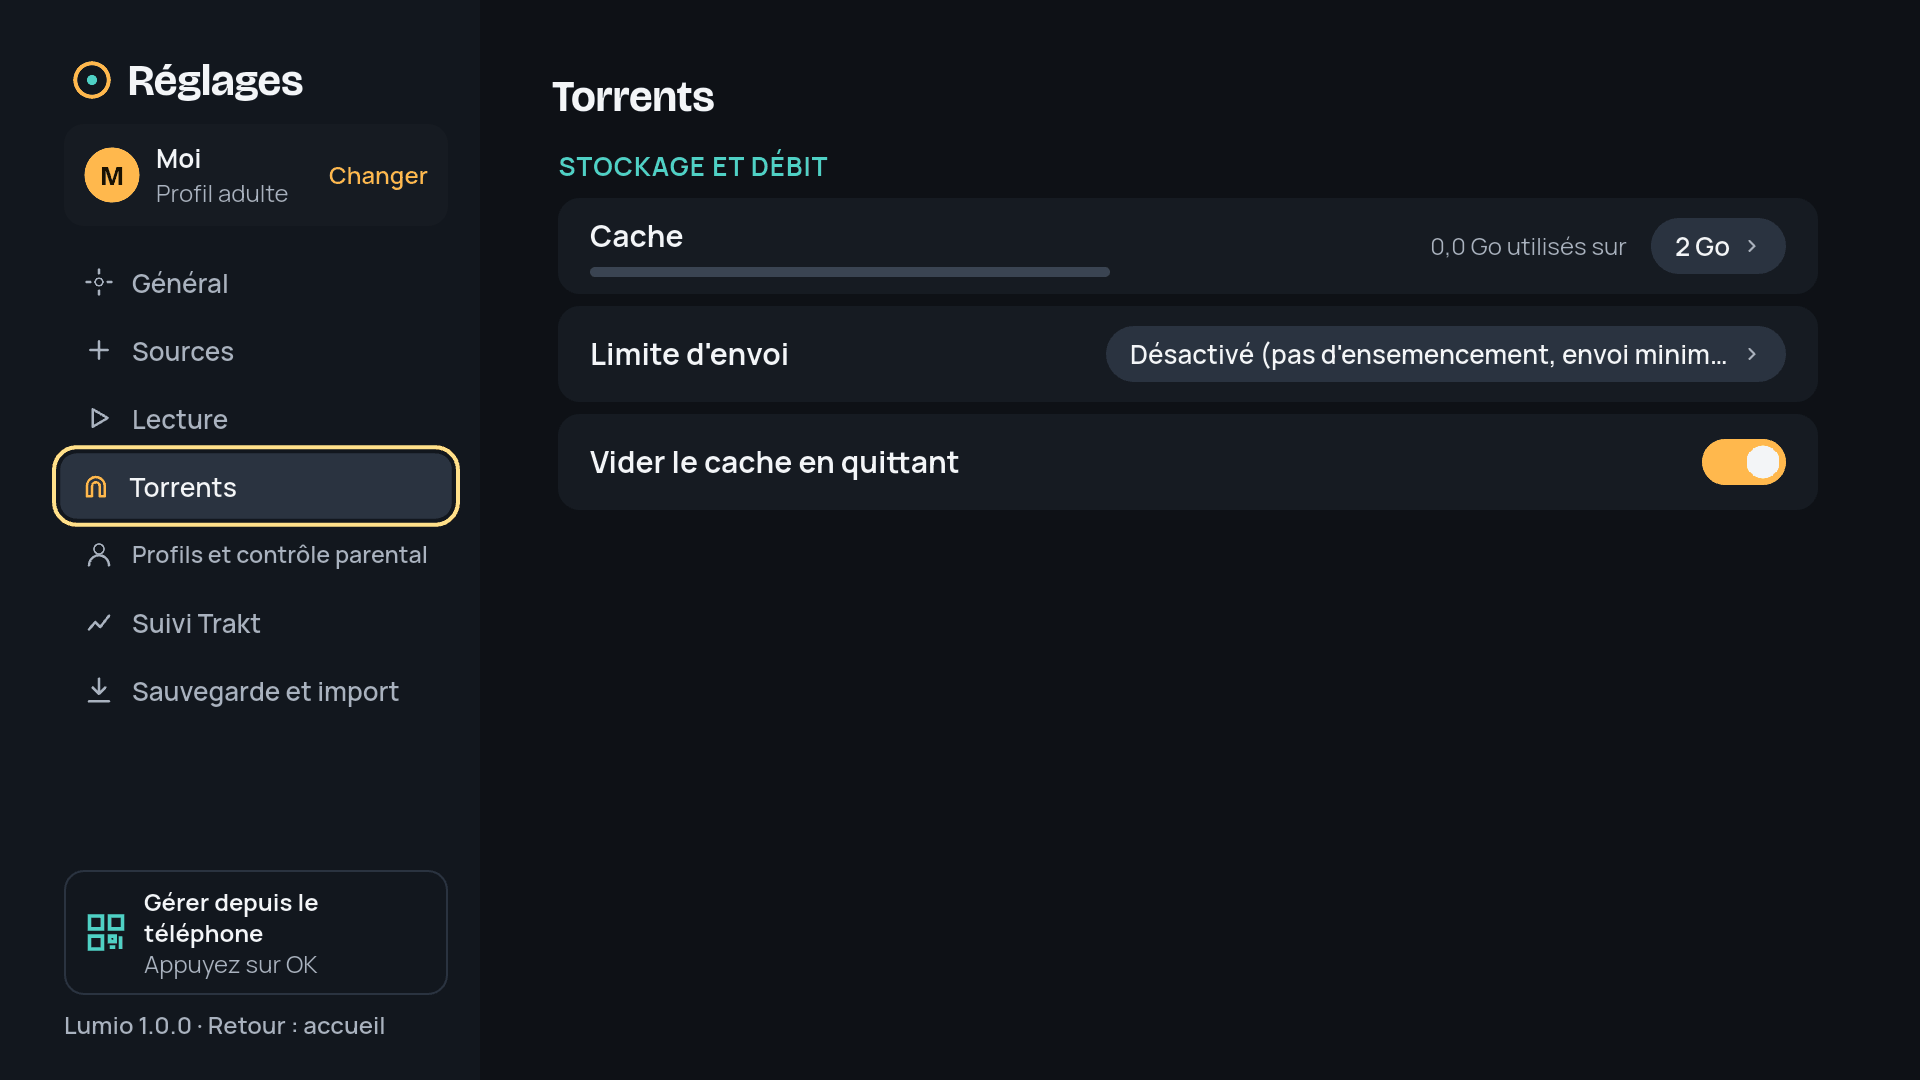 Réglages
M
Moi
Profil adulte
Changer
Général
Sources
Lecture
Torrents
Profils et contrôle parental
Suivi Trakt
Sauvegarde et import
Gérer depuis le
téléphone
Appuyez sur OK
Lumio 1.0.0 · Retour : accueil
Torrents
STOCKAGE ET DÉBIT
Cache
0,0 Go utilisés sur
2 Go
Limite d'envoi
Désactivé (pas d'ensemencement, envoi minim...
Vider le cache en quittant